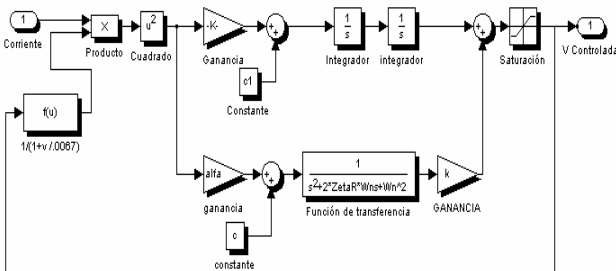 1
Corriente
X
Producto
u²
Cuadrado
-K-
Ganancia
+
+
c1
Constante
1
s
Integrador
1
s
integrador
+
+
Saturación
1
V Controlada
f(u)
1/(1+v /.0067)
alfa
ganancia
+
+
c
constante
1
s²+2*ZetaR*Wns+Wn^2
Función de transferencia
k
GANANCIA